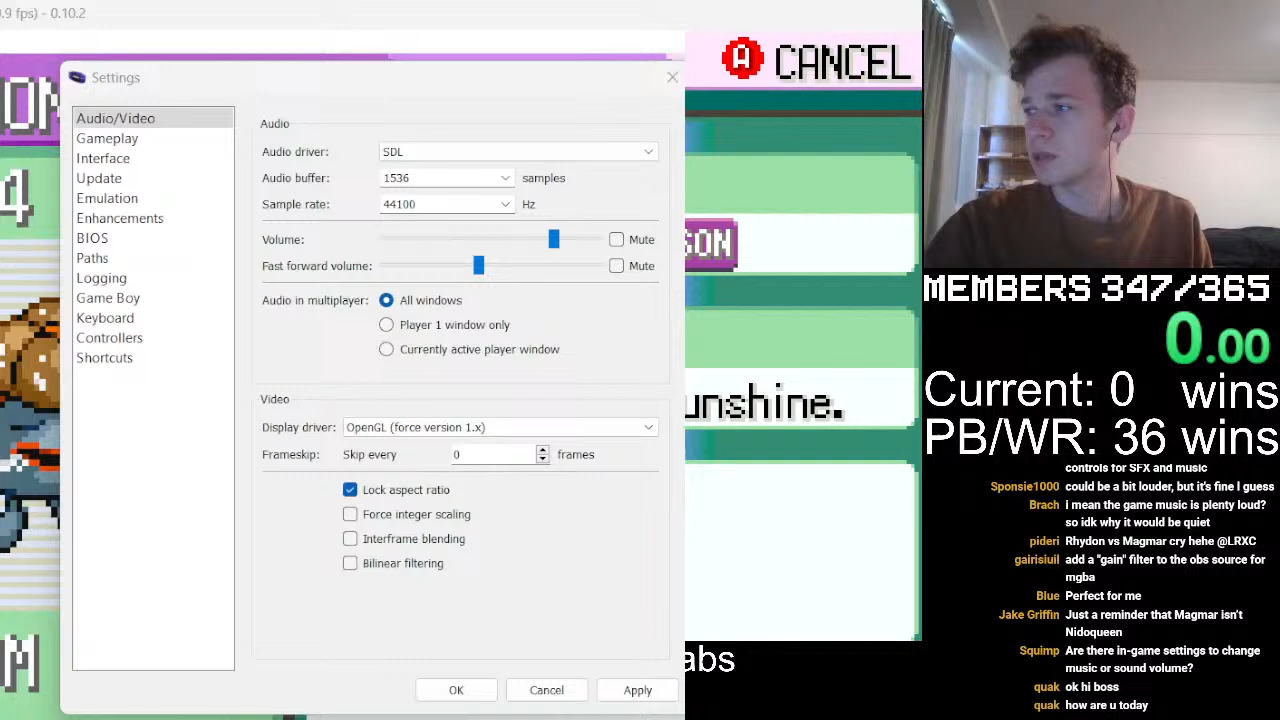 .9 fps) - 0.10.2
Settings
Audio/Video
Gameplay
Interface
Update
Emulation
Enhancements
BIOS
Paths
Logging
Game Boy
Keyboard
Controllers
Shortcuts
Audio
Audio driver: SDL
Audio buffer: 1536 samples
Sample rate: 44100 Hz
Volume: Mute
Fast forward volume: Mute
Audio in multiplayer: All windows
Player 1 window only
Currently active player window
Video
Display driver: OpenGL (force version 1.x)
Frameskip: Skip every 0 frames
Lock aspect ratio
Force integer scaling
Interframe blending
Bilinear filtering
OK Cancel Apply
ON
4
M
A CANCEL
SON
unshine.
abs
MEMBERS 347/365
0.00
Current: 0 wins
PB/WR: 36 wins
controls for SFX and music
Sponsie1000 could be a bit louder, but it's fine I guess
Brach I mean the game music is plenty loud?
so idk why it would be quiet
pideri Rhydon vs Magmar cry hehe @LRXC
gairisiuil add a "gain" filter to the obs source for
mgba
Blue Perfect for me
Jake Griffin Just a reminder that Magmar isn't
Nidoqueen
Squimp Are there in-game settings to change
music or sound volume?
quak ok hi boss
quak how are u today